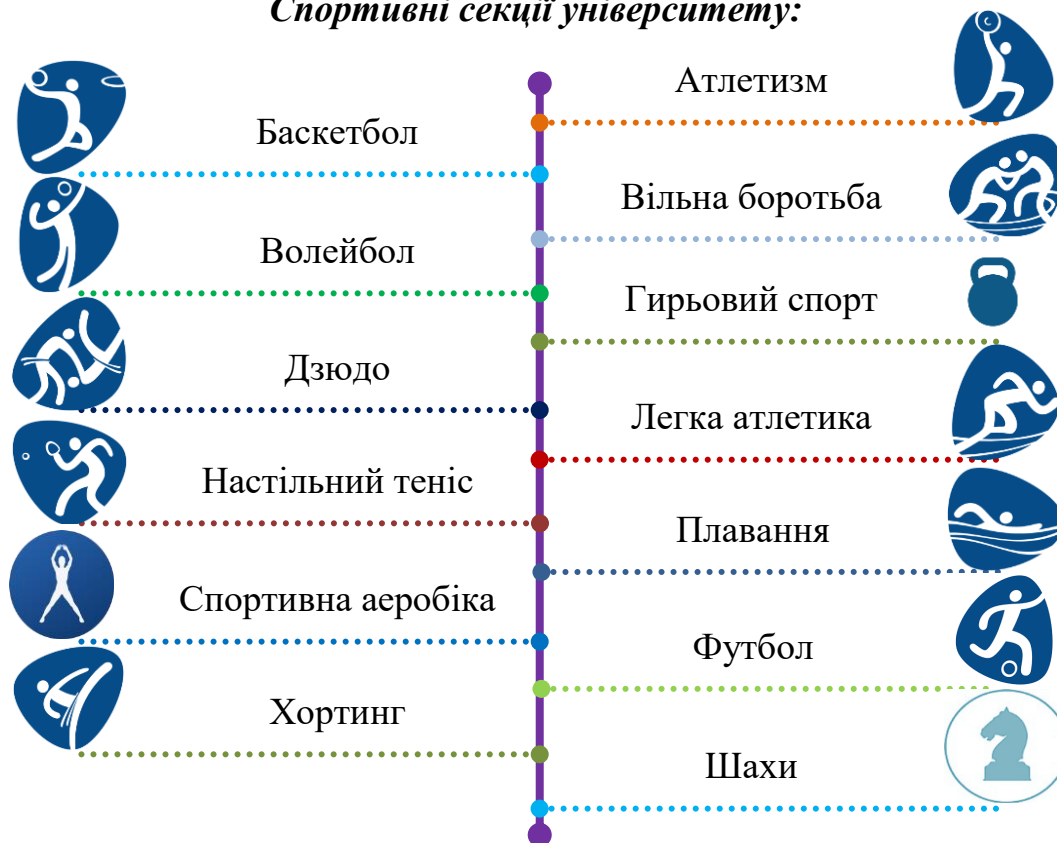 Спортивні секції університету:
Атлетизм
Баскетбол
Вільна боротьба
Волейбол
Гирьовий спорт
Дзюдо
Легка атлетика
Настільний теніс
Плавання
Спортивна аеробіка
Футбол
Хортинг
Шахи